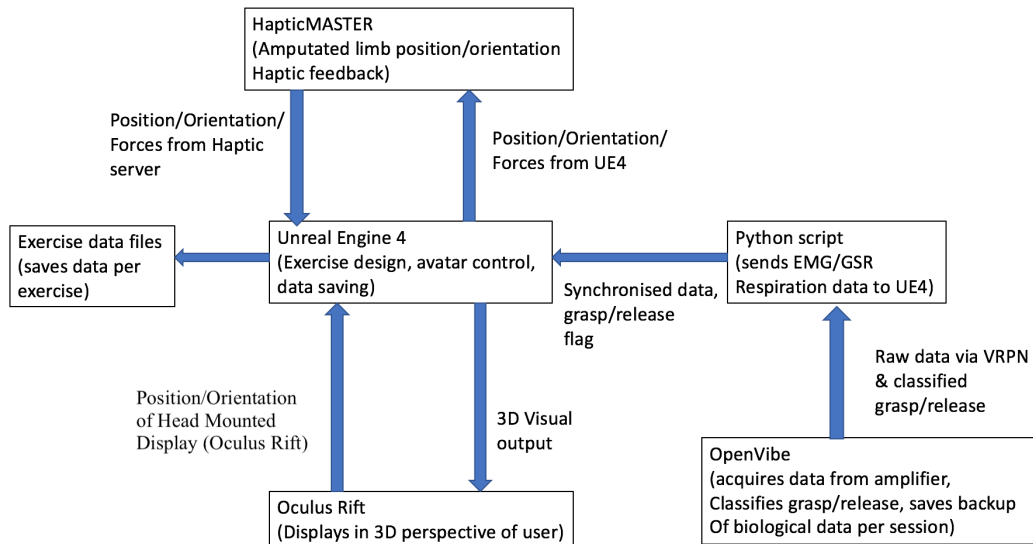 HapticMASTER
(Amputated limb position/orientation
Haptic feedback)
Position/Orientation/
Forces from Haptic
server
Position/Orientation/
Forces from UE4
Exercise data files
(saves data per
exercise)
Unreal Engine 4
(Exercise design, avatar control,
data saving)
Python script
(sends EMG/GSR
Respiration data to UE4)
Synchronised data,
grasp/release
flag
Position/Orientation
of Head Mounted
Display (Oculus Rift)
3D Visual
output
Raw data via VRPN
& classified
grasp/release
Oculus Rift
(Displays in 3D perspective of user)
OpenVibe
(acquires data from amplifier,
Classifies grasp/release, saves backup
Of biological data per session)